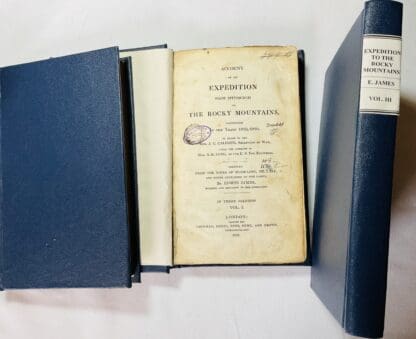 ACCOUNT
OF AN
EXPEDITION
FROM PITTSBURGH
TO
THE ROCKY MOUNTAINS,
PERFORMED
IN THE YEARS 1819, 1820.
BY ORDER OF THE
HON. J. C. CALHOUN, SECRETARY OF WAR,
UNDER THE COMMAND OF
MAJ. S. H. LONG, OF THE U. S. TOP. ENGINEERS.
COMPILED
FROM THE NOTES OF MAJOR LONG, MR. T. SAY,
AND OTHER GENTLEMEN OF THE PARTY,
BY EDWIN JAMES,
BOTANIST AND GEOLOGIST TO THE EXPEDITION.
IN THREE VOLUMES.
VOL. I.
LONDON:
PRINTED FOR
LONGMAN, HURST, REES, ORME, AND BROWN,
PATERNOSTER-ROW.
1823.
EXPEDITION
TO THE
ROCKY
MOUNTAINS
E. JAMES
VOL. III